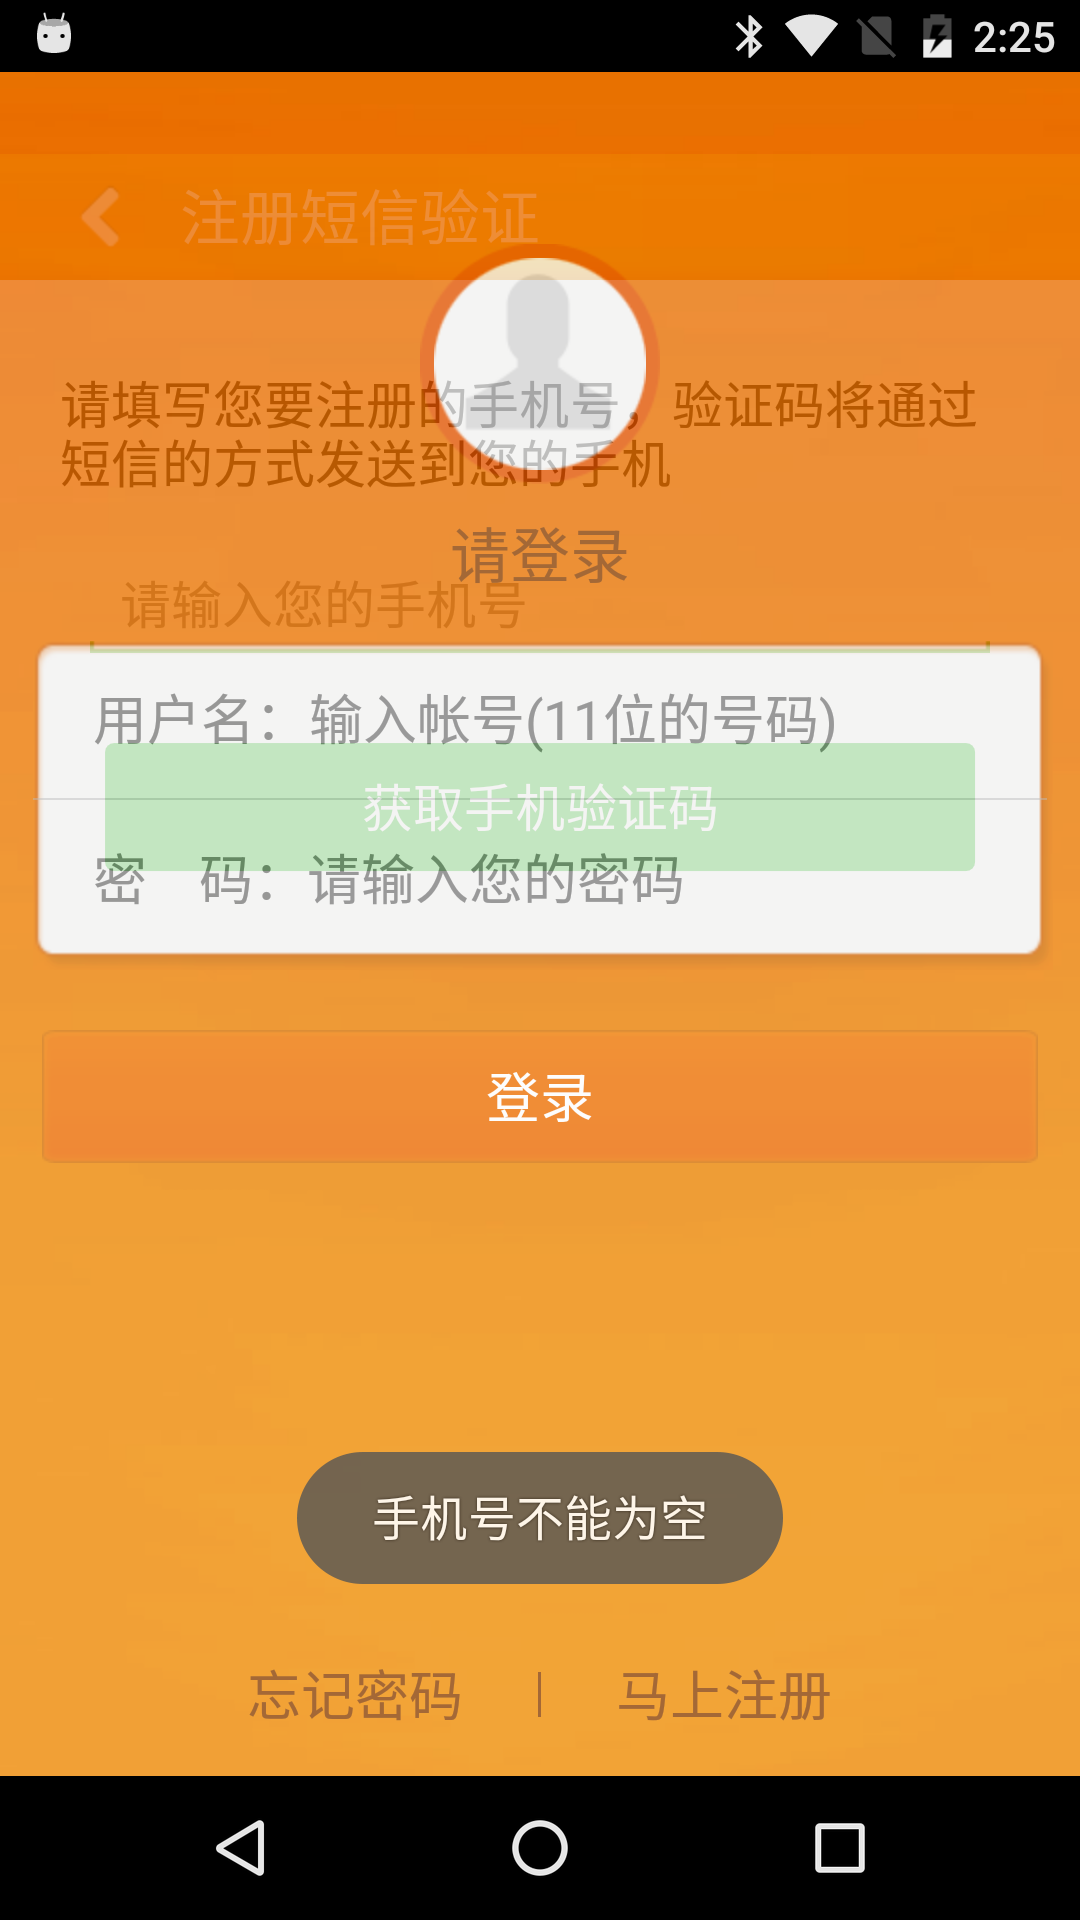 2:25
注册短信验证
请填写您要注册的手机号，验证码将通过
短信的方式发送到您的手机
请登录
请输入您的手机号
用户名：输入帐号(11位的号码)
获取手机验证码
密 码：请输入您的密码
登录
手机号不能为空
忘记密码 | 马上注册